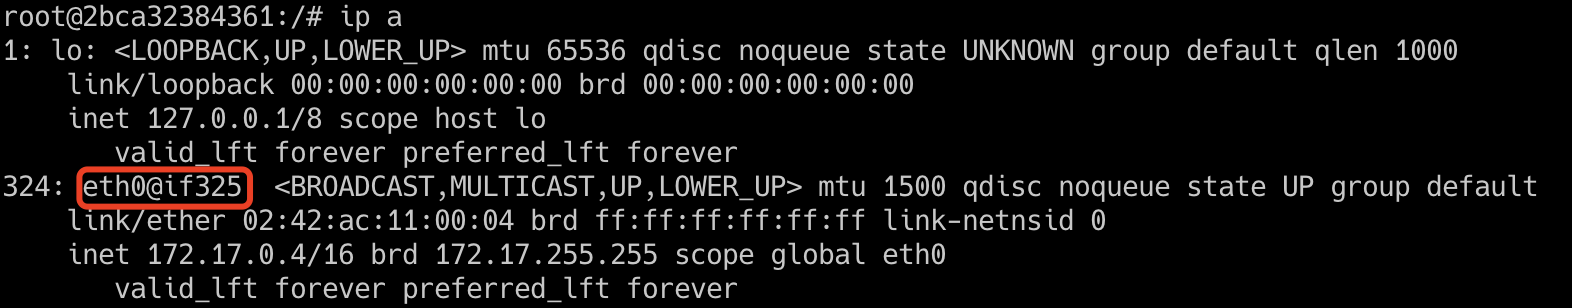 root@2bca32384361:/# ip a
1: lo: <LOOPBACK,UP,LOWER_UP> mtu 65536 qdisc noqueue state UNKNOWN group default qlen 1000
    link/loopback 00:00:00:00:00:00 brd 00:00:00:00:00:00
    inet 127.0.0.1/8 scope host lo
       valid_lft forever preferred_lft forever
324: eth0@if325  <BROADCAST,MULTICAST,UP,LOWER_UP> mtu 1500 qdisc noqueue state UP group default
    link/ether 02:42:ac:11:00:04 brd ff:ff:ff:ff:ff:ff link-netnsid 0
    inet 172.17.0.4/16 brd 172.17.255.255 scope global eth0
       valid_lft forever preferred_lft forever